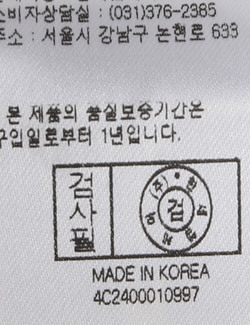 소비자상담실 : (031)376-2385
주소 : 서울시 강남구 논현로 633
본 제품의 품질보증기간은
구입일로부터 1년입니다.
검사필
검
MADE IN KOREA
4C2400010997